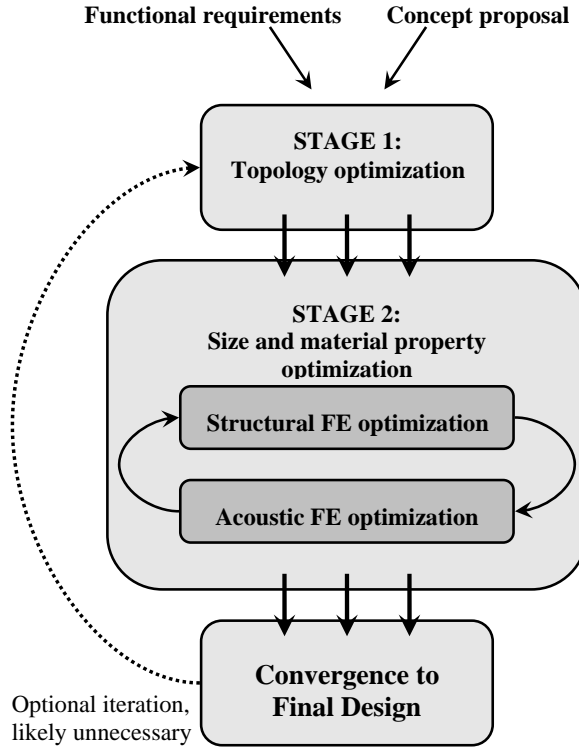 Functional requirements
Concept proposal
STAGE 1:
Topology optimization
STAGE 2:
Size and material property
optimization
Structural FE optimization
Acoustic FE optimization
Convergence to
Final Design
Optional iteration,
likely unnecessary